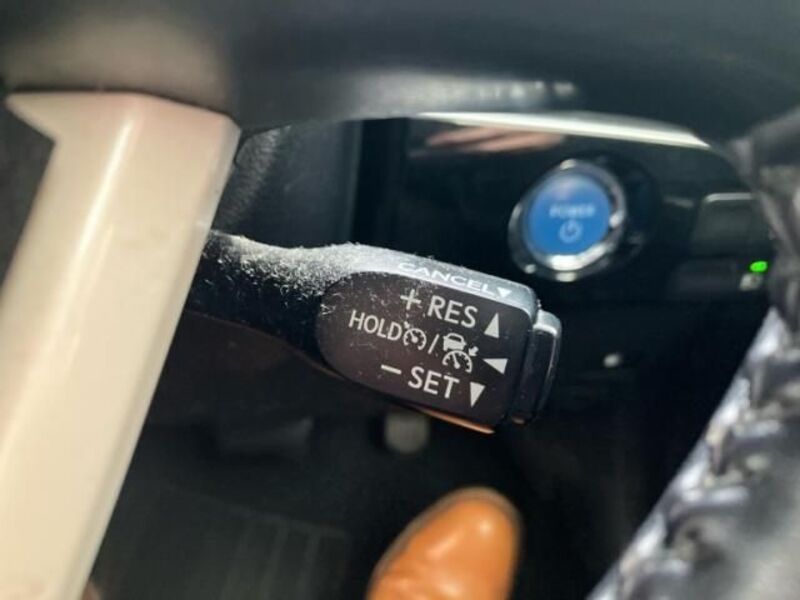 CANCEL▼
+ RES ▲
HOLD /
− SET ▼
POWER